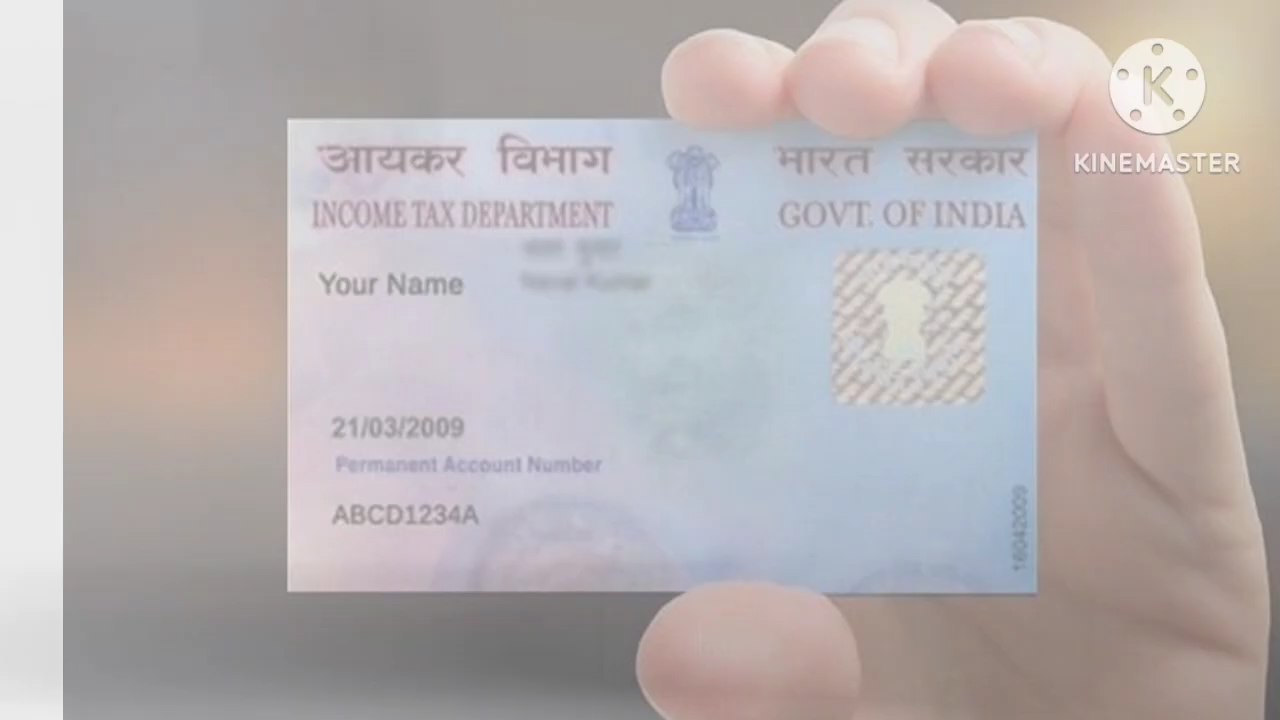 आयकर विभाग
भारत सरकार
INCOME TAX DEPARTMENT
GOVT. OF INDIA
Your Name
21/03/2009
Permanent Account Number
ABCD1234A
16042009
KINEMASTER